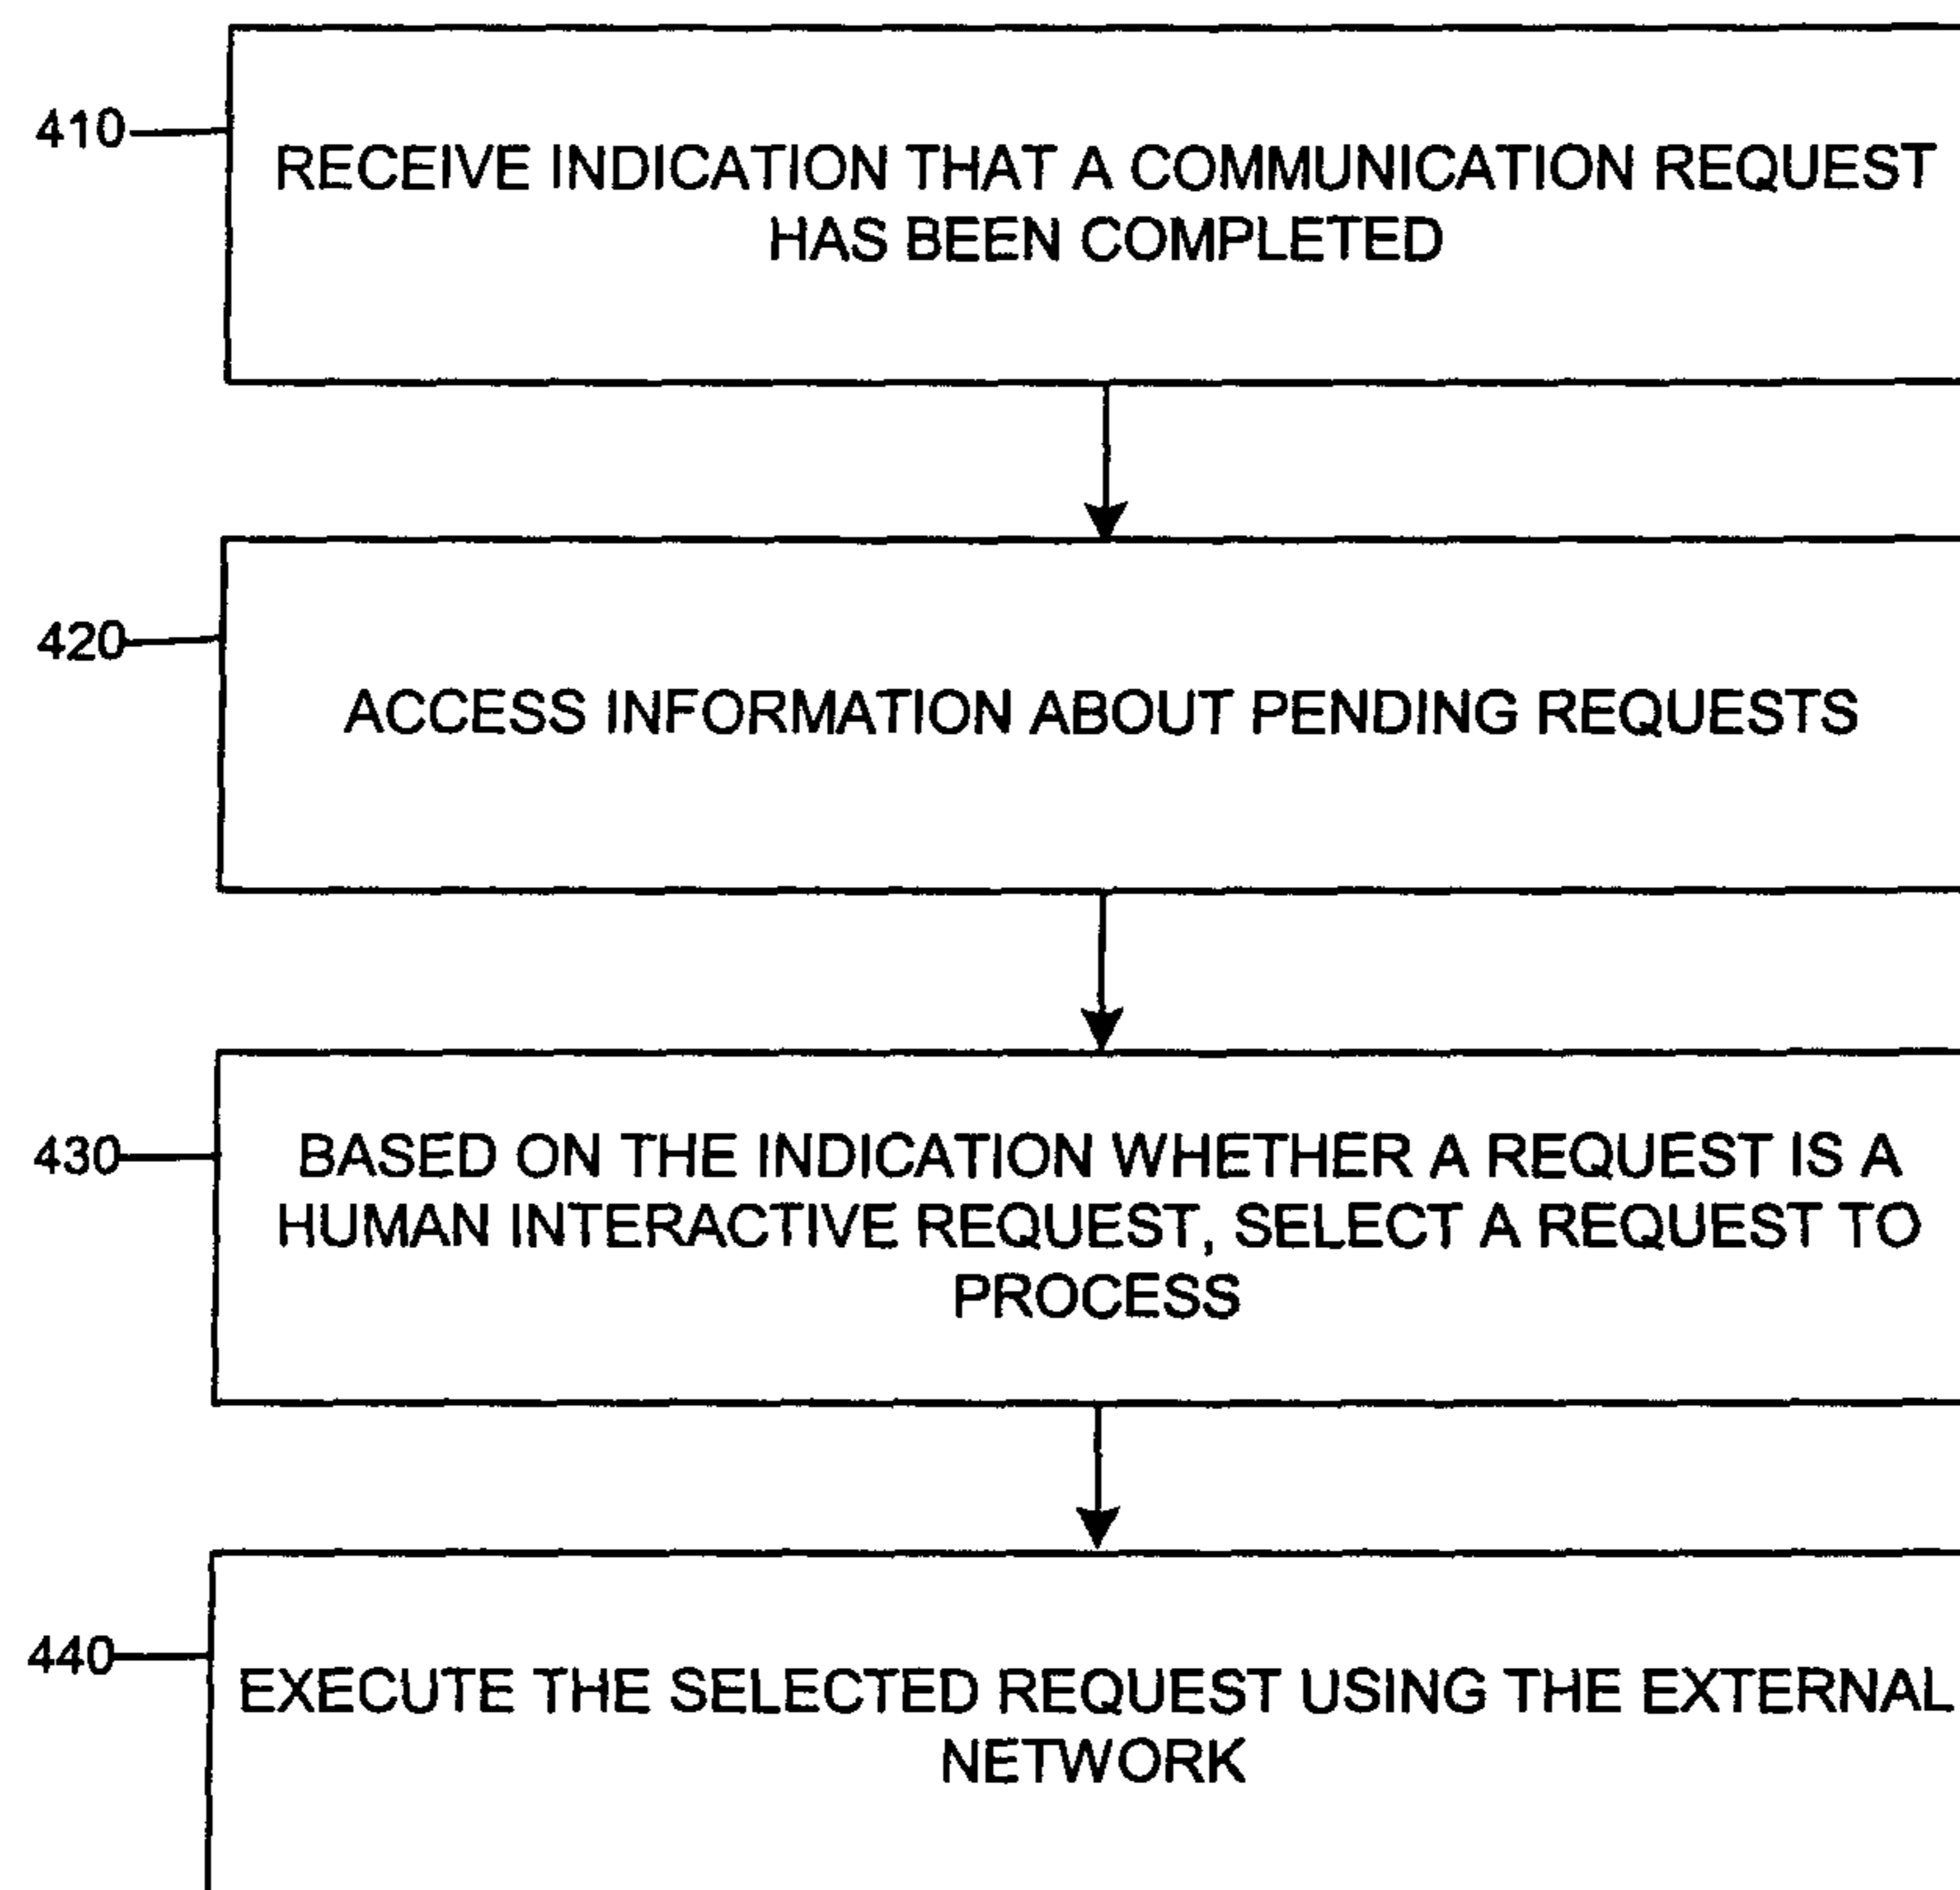 410
RECEIVE INDICATION THAT A COMMUNICATION REQUEST
HAS BEEN COMPLETED
420
ACCESS INFORMATION ABOUT PENDING REQUESTS
430
BASED ON THE INDICATION WHETHER A REQUEST IS A
HUMAN INTERACTIVE REQUEST, SELECT A REQUEST TO
PROCESS
440
EXECUTE THE SELECTED REQUEST USING THE EXTERNAL
NETWORK